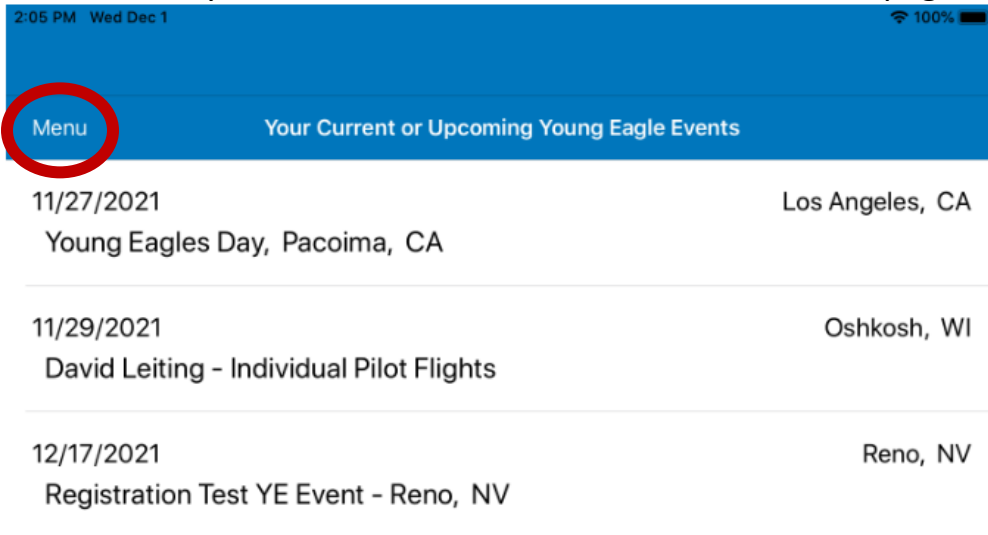 2:05 PM Wed Dec 1 100%
Menu Your Current or Upcoming Young Eagle Events
11/27/2021 Los Angeles, CA
Young Eagles Day, Pacoima, CA
11/29/2021 Oshkosh, WI
David Leiting - Individual Pilot Flights
12/17/2021 Reno, NV
Registration Test YE Event - Reno, NV